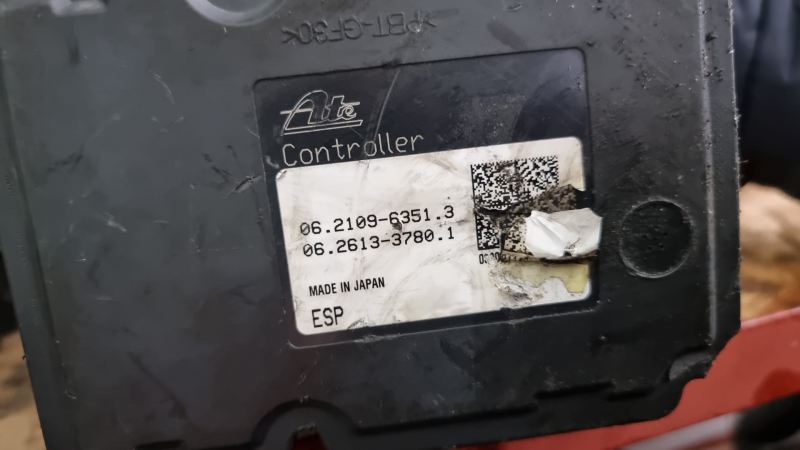 >PBT-GF30<
Ate
Controller
06.2109-6351.3
06.2613-3780.1
MADE IN JAPAN
ESP